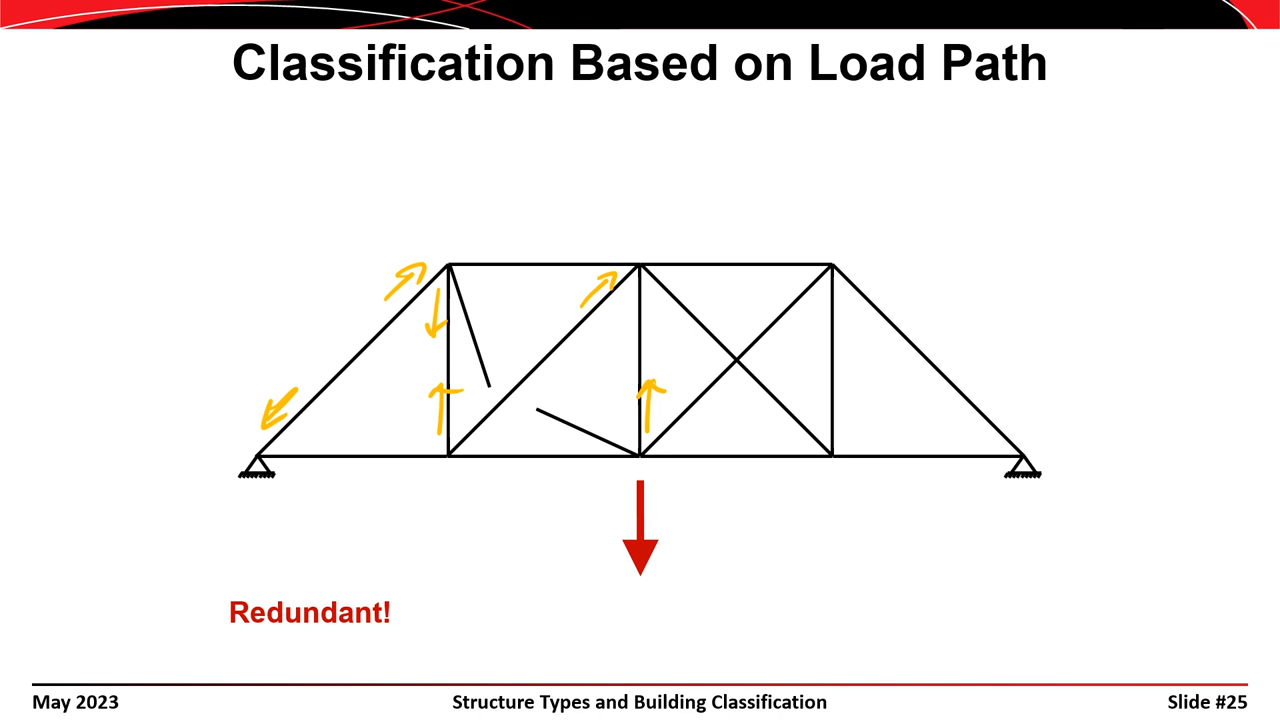 Classification Based on Load Path
Redundant!
May 2023
Structure Types and Building Classification
Slide #25